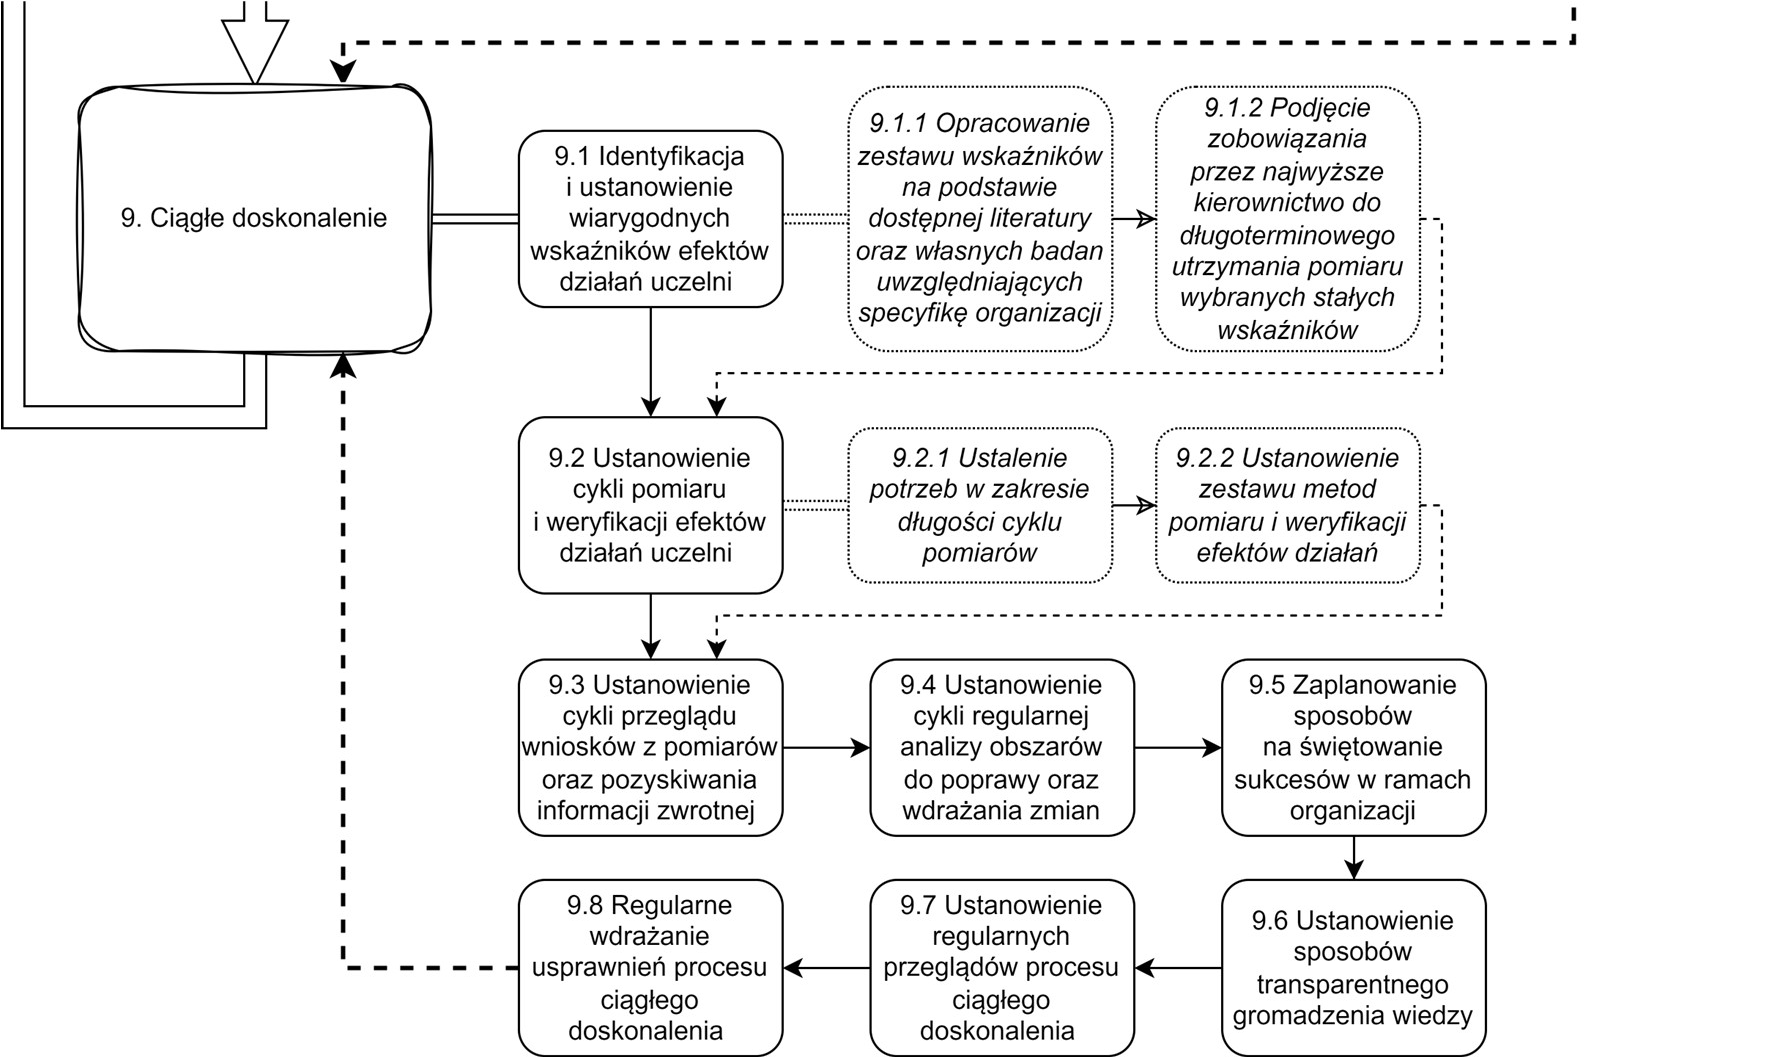 9. Ciągłe doskonalenie
9.1 Identyfikacja
i ustanowienie
wiarygodnych
wskaźników efektów
działań uczelni
9.1.1 Opracowanie
zestawu wskaźników
na podstawie
dostępnej literatury
oraz własnych badan
uwzględniających
specyfikę organizacji
9.1.2 Podjęcie
zobowiązania
przez najwyższe
kierownictwo do
długoterminowego
utrzymania pomiaru
wybranych stałych
wskaźników
9.2 Ustanowienie
cykli pomiaru
i weryfikacji efektów
działań uczelni
9.2.1 Ustalenie
potrzeb w zakresie
długości cyklu
pomiarów
9.2.2 Ustanowienie
zestawu metod
pomiaru i weryfikacji
efektów działań
9.3 Ustanowienie
cykli przeglądu
wniosków z pomiarów
oraz pozyskiwania
informacji zwrotnej
9.4 Ustanowienie
cykli regularnej
analizy obszarów
do poprawy oraz
wdrażania zmian
9.5 Zaplanowanie
sposobów
na świętowanie
sukcesów w ramach
organizacji
9.6 Ustanowienie
sposobów
transparentnego
gromadzenia wiedzy
9.7 Ustanowienie
regularnych
przeglądów procesu
ciągłego
doskonalenia
9.8 Regularne
wdrażanie
usprawnień procesu
ciągłego
doskonalenia